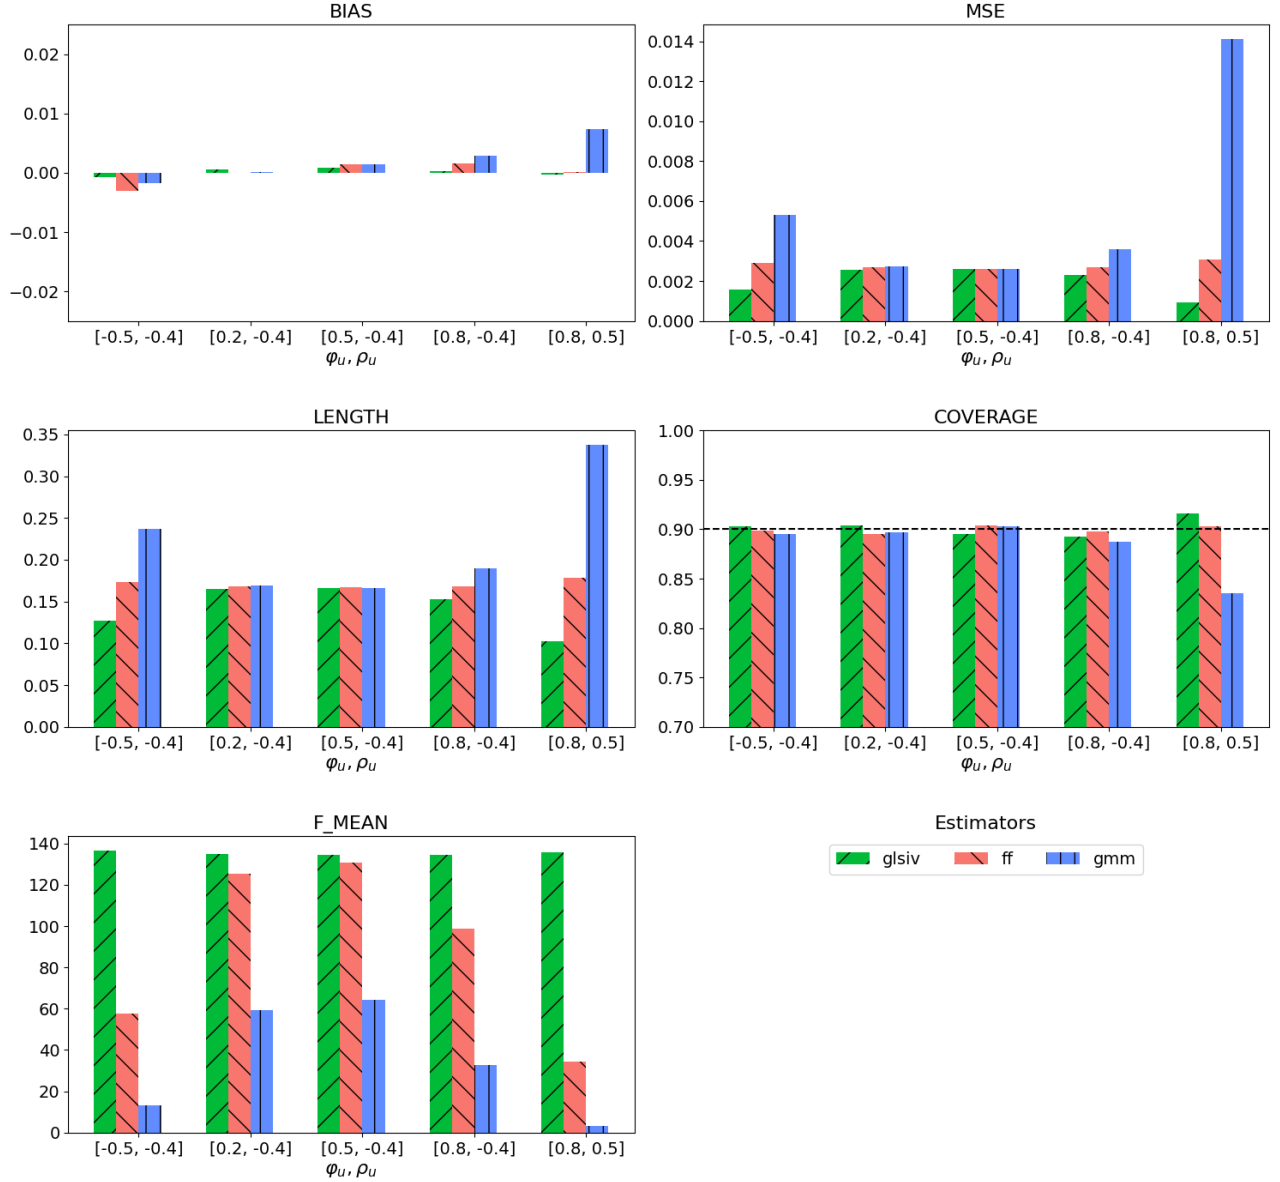 BIAS
0.02
0.01
0.00
−0.01
−0.02
[-0.5, -0.4] [0.2, -0.4] [0.5, -0.4] [0.8, -0.4] [0.8, 0.5]
φu, ρu
MSE
0.014
0.012
0.010
0.008
0.006
0.004
0.002
0.000
[-0.5, -0.4] [0.2, -0.4] [0.5, -0.4] [0.8, -0.4] [0.8, 0.5]
φu, ρu
LENGTH
0.35
0.30
0.25
0.20
0.15
0.10
0.05
0.00
[-0.5, -0.4] [0.2, -0.4] [0.5, -0.4] [0.8, -0.4] [0.8, 0.5]
φu, ρu
COVERAGE
1.00
0.95
0.90
0.85
0.80
0.75
0.70
[-0.5, -0.4] [0.2, -0.4] [0.5, -0.4] [0.8, -0.4] [0.8, 0.5]
φu, ρu
F_MEAN
140
120
100
80
60
40
20
0
[-0.5, -0.4] [0.2, -0.4] [0.5, -0.4] [0.8, -0.4] [0.8, 0.5]
φu, ρu
Estimators
glsiv ff gmm